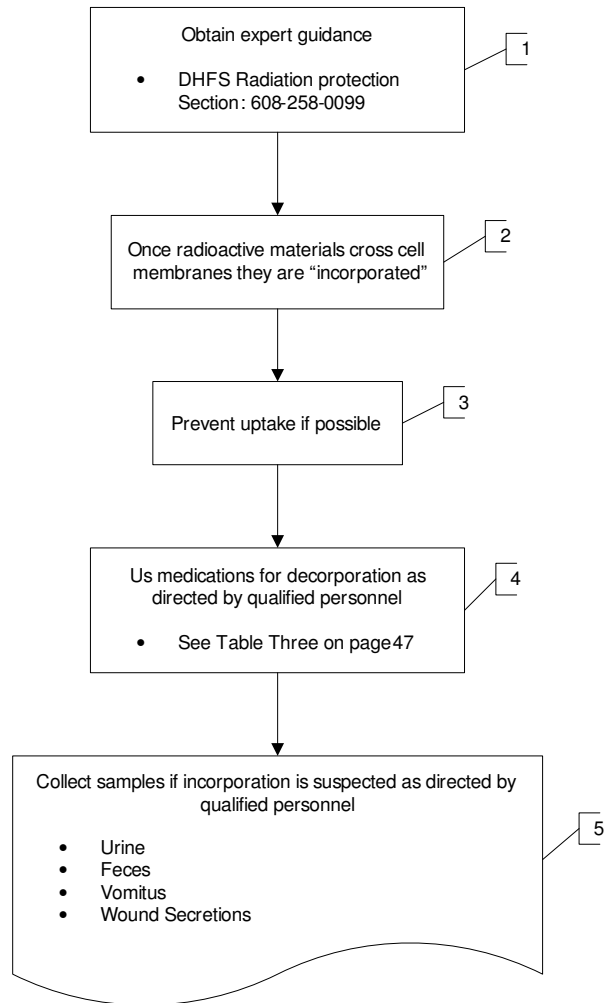 Obtain expert guidance
1
• DHFS Radiation protection
Section: 608-258-0099
Once radioactive materials cross cell
membranes they are “incorporated”
2
Prevent uptake if possible
3
Us medications for decorporation as
directed by qualified personnel
4
• See Table Three on page 47
Collect samples if incorporation is suspected as directed by
qualified personnel
5
• Urine
• Feces
• Vomitus
• Wound Secretions